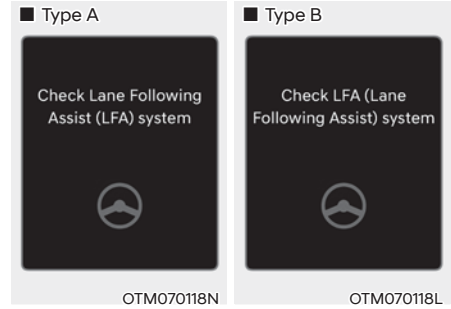 ■ Type A
Check Lane Following
Assist (LFA) system
OTM070118N
■ Type B
Check LFA (Lane
Following Assist) system
OTM070118L